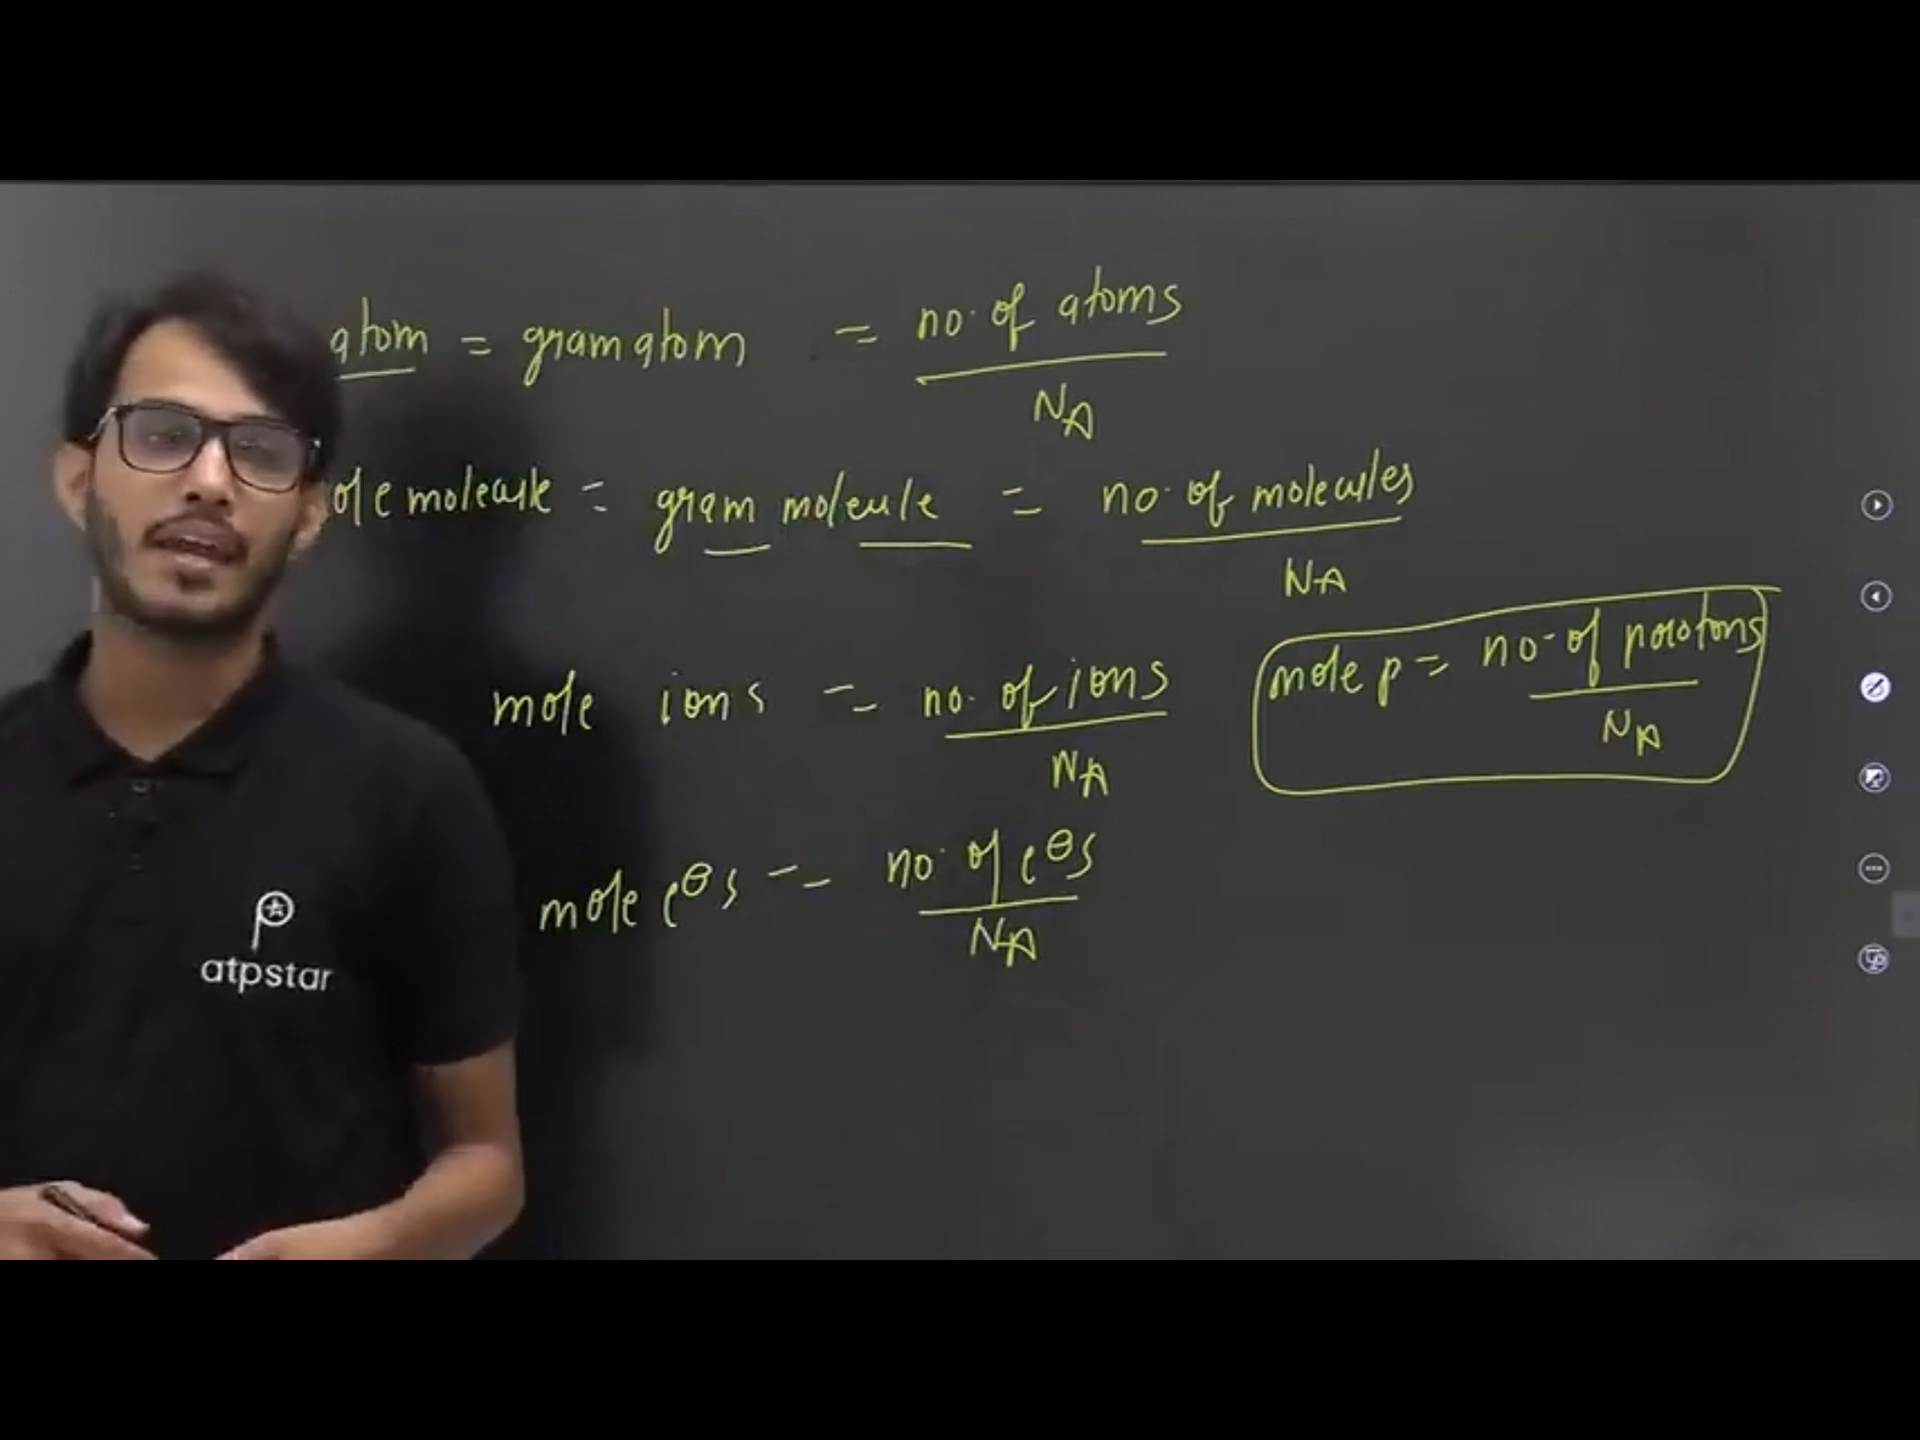 atom = gram atom = no. of atoms / NA
ole molecule = gram molecule = no. of molecules / NA
mole ions = no. of ions / NA
mole p = no. of protons / NA
mole e⊖s = no. of e⊖s / NA
atpstar